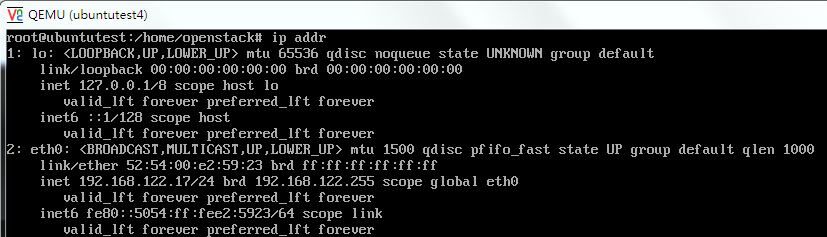 QEMU (ubuntutest4)
root@ubuntutest:/home/openstack# ip addr
1: lo: <LOOPBACK,UP,LOWER_UP> mtu 65536 qdisc noqueue state UNKNOWN group default
link/loopback 00:00:00:00:00:00 brd 00:00:00:00:00:00
inet 127.0.0.1/8 scope host lo
valid_lft forever preferred_lft forever
inet6 ::1/128 scope host
valid_lft forever preferred_lft forever
2: eth0: <BROADCAST,MULTICAST,UP,LOWER_UP> mtu 1500 qdisc pfifo_fast state UP group default qlen 1000
link/ether 52:54:00:e2:59:23 brd ff:ff:ff:ff:ff:ff
inet 192.168.122.17/24 brd 192.168.122.255 scope global eth0
valid_lft forever preferred_lft forever
inet6 fe80::5054:ff:fee2:5923/64 scope link
valid_lft forever preferred_lft forever